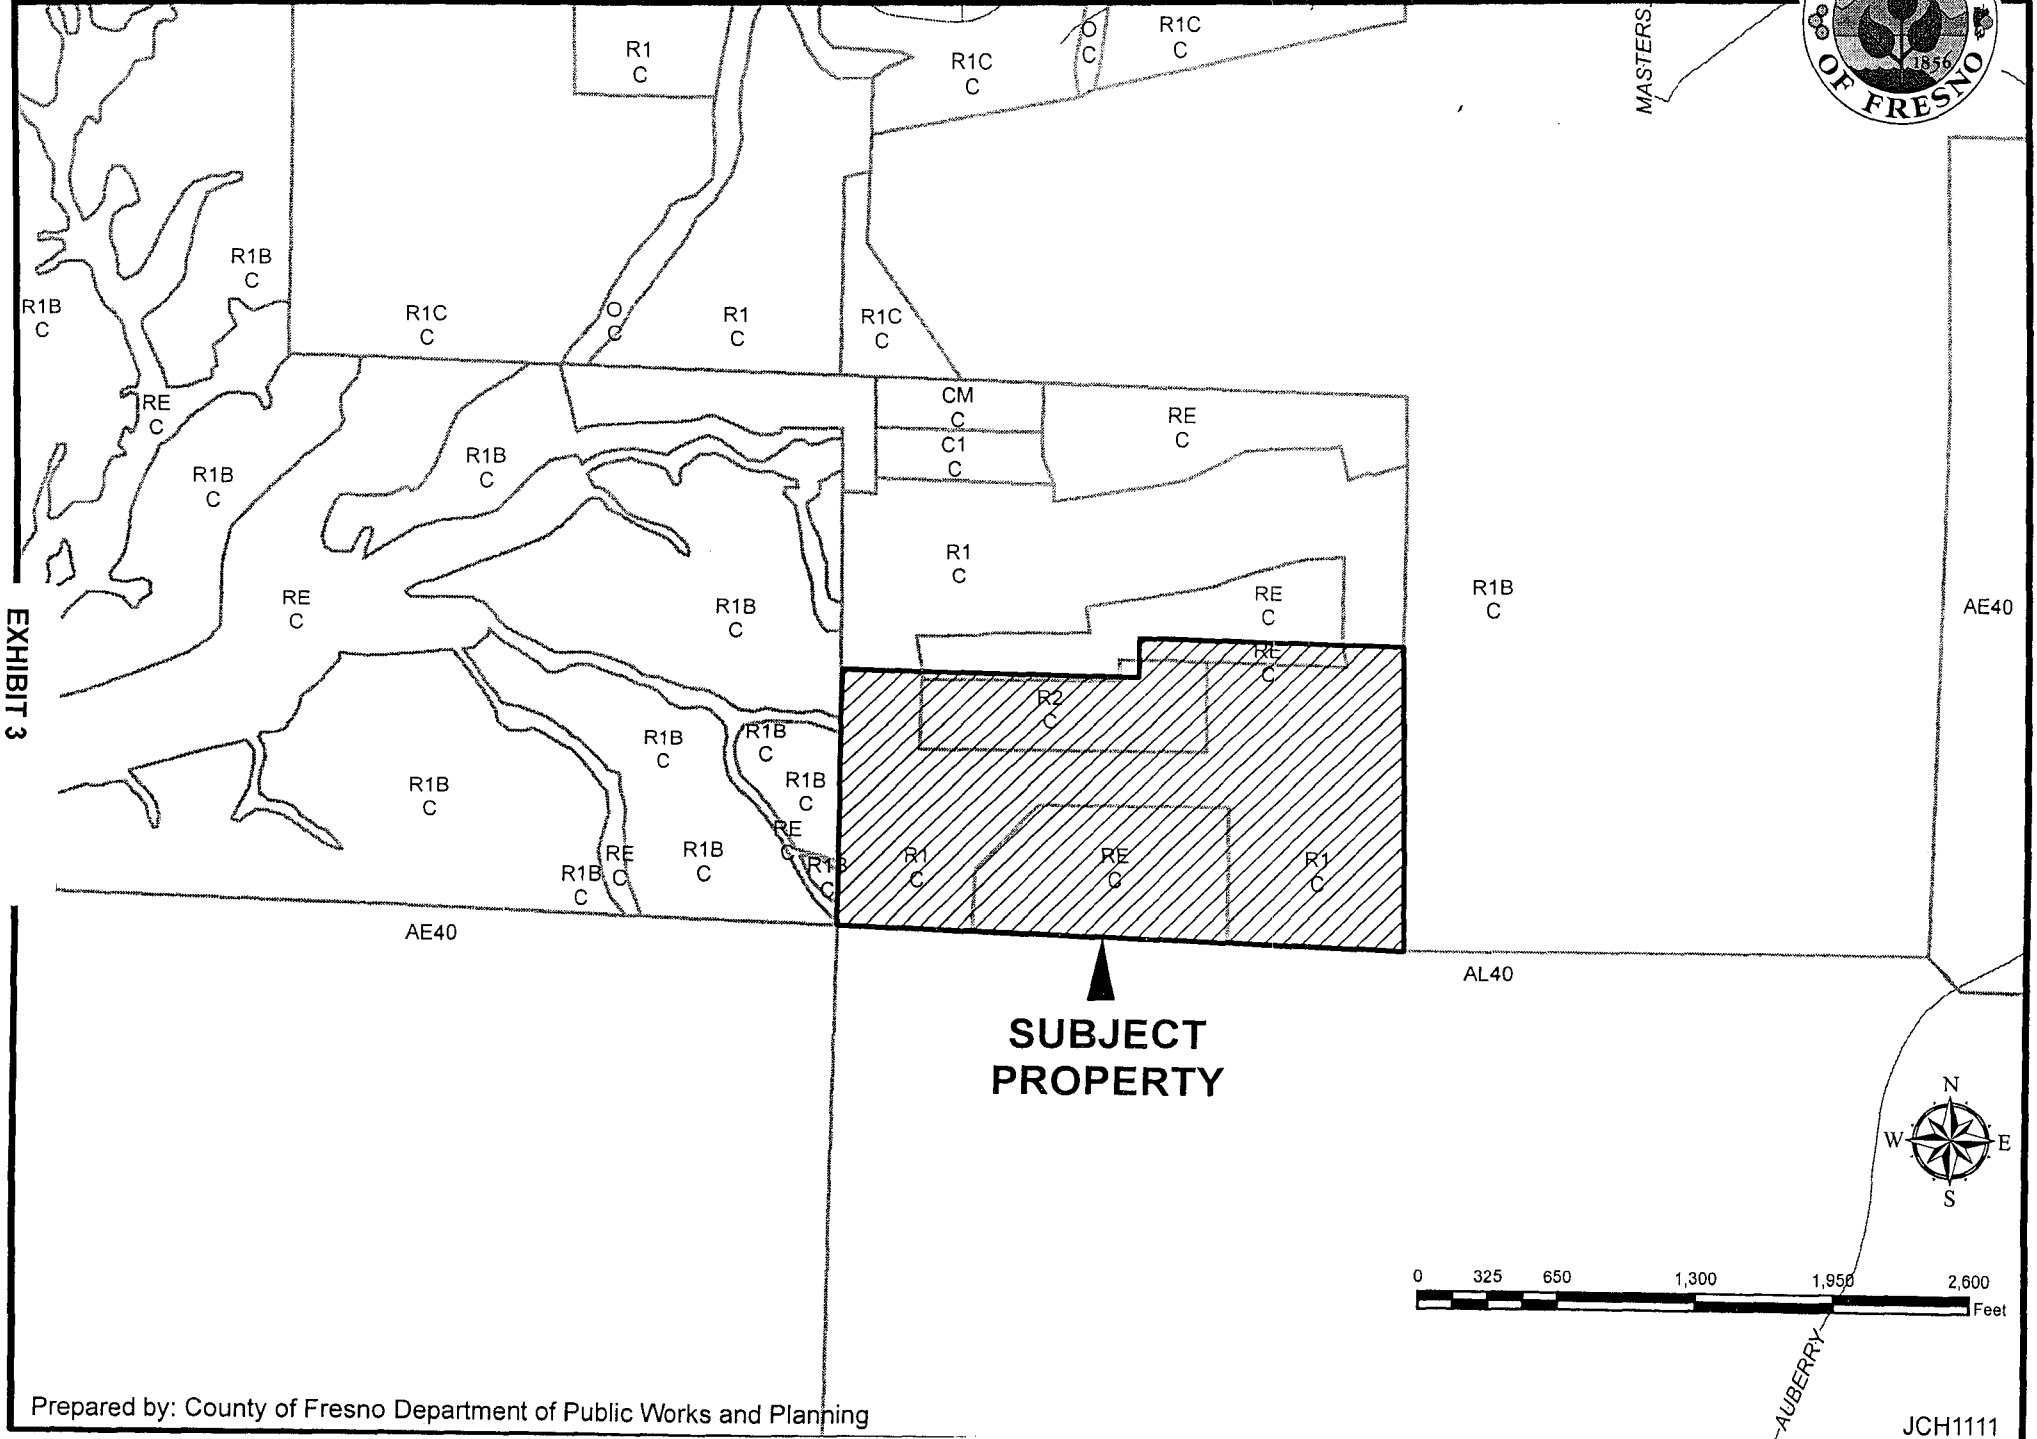 MASTERS
1856
OF FRESNO
R1
C
R1C
C
O
C
R1C
C
R1B
C
R1B
C
R1C
C
O
C
R1
C
R1C
C
CM
C
C1
C
RE
C
RE
C
R1B
C
R1B
C
R1
C
RE
C
R1B
C
AE40
RE
C
R1B
C
RE
C
R2
C
R1B
C
R1B
C
R1B
C
R1B
C
RE
C
R1B
C
RE
C
R1B
C
R1B
C
R1
C
RE
C
R1
C
AE40
AL40
EXHIBIT 3
SUBJECT
PROPERTY
N
W E
S
0 325 650 1,300 1,950 2,600
Feet
AUBERRY
Prepared by: County of Fresno Department of Public Works and Planning
JCH1111